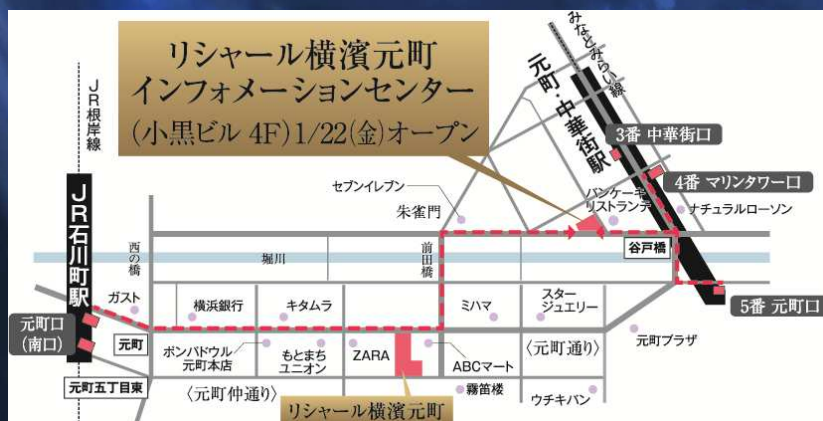 リシャール横濱元町
インフォメーションセンター
(小黒ビル 4F)1/22(金)オープン
みなとみらい線
元町・中華街駅
3番 中華街口
4番 マリンタワー口
5番 元町口
JR根岸線
JR石川町駅
元町口
(南口)
セブンイレブン
朱雀門
パンケーキ
リストランテ
ナチュラルローソン
西の橋
堀川
前田橋
谷戸橋
ガスト
横浜銀行
キタムラ
ミハマ
スター
ジュエリー
元町プラザ
元町
ポンパドウル
元町本店
もとまち
ユニオン
ZARA
ABCマート
〈元町通り〉
元町五丁目東
〈元町仲通り〉
リシャール横濱元町
霧笛楼
ウチキパン